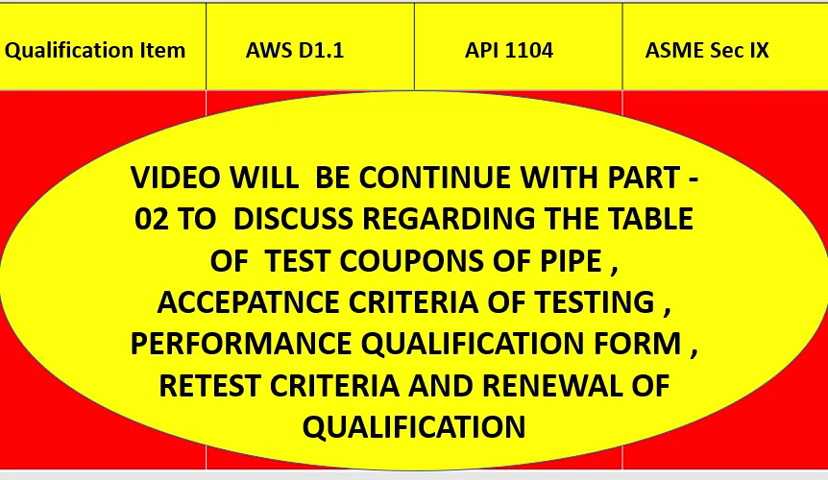 Qualification Item AWS D1.1 API 1104 ASME Sec IX
VIDEO WILL BE CONTINUE WITH PART -
02 TO DISCUSS REGARDING THE TABLE
OF TEST COUPONS OF PIPE ,
ACCEPATNCE CRITERIA OF TESTING ,
PERFORMANCE QUALIFICATION FORM ,
RETEST CRITERIA AND RENEWAL OF
QUALIFICATION